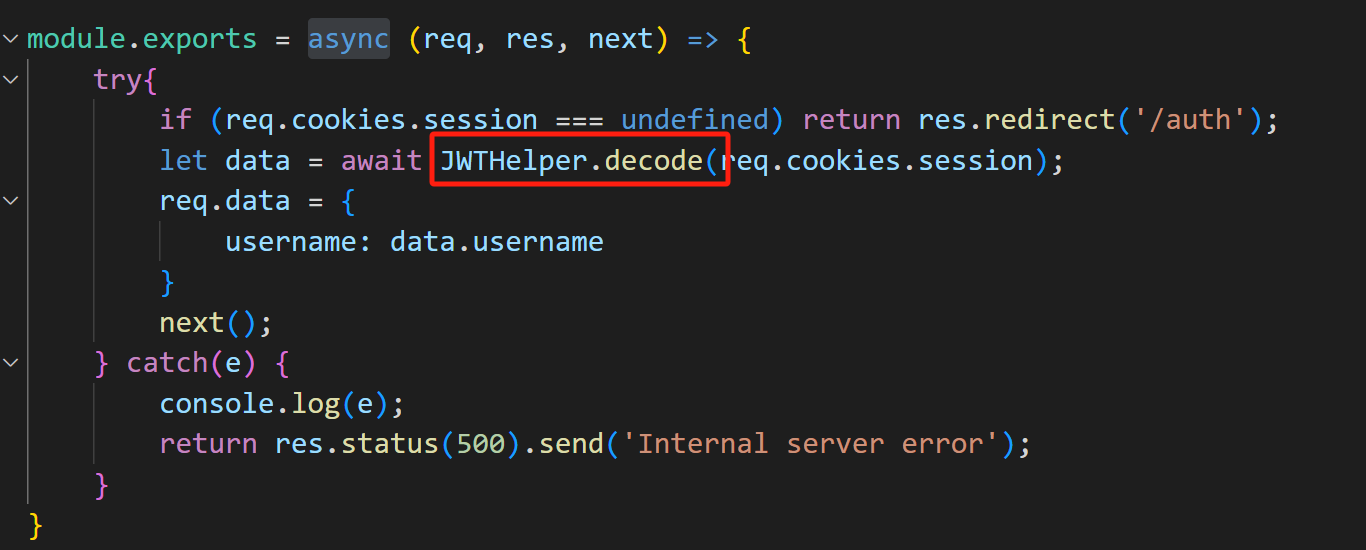 module.exports = async (req, res, next) => {
    try{
        if (req.cookies.session === undefined) return res.redirect('/auth');
        let data = await JWTHelper.decode(req.cookies.session);
        req.data = {
            username: data.username
        }
        next();
    } catch(e) {
        console.log(e);
        return res.status(500).send('Internal server error');
    }
}